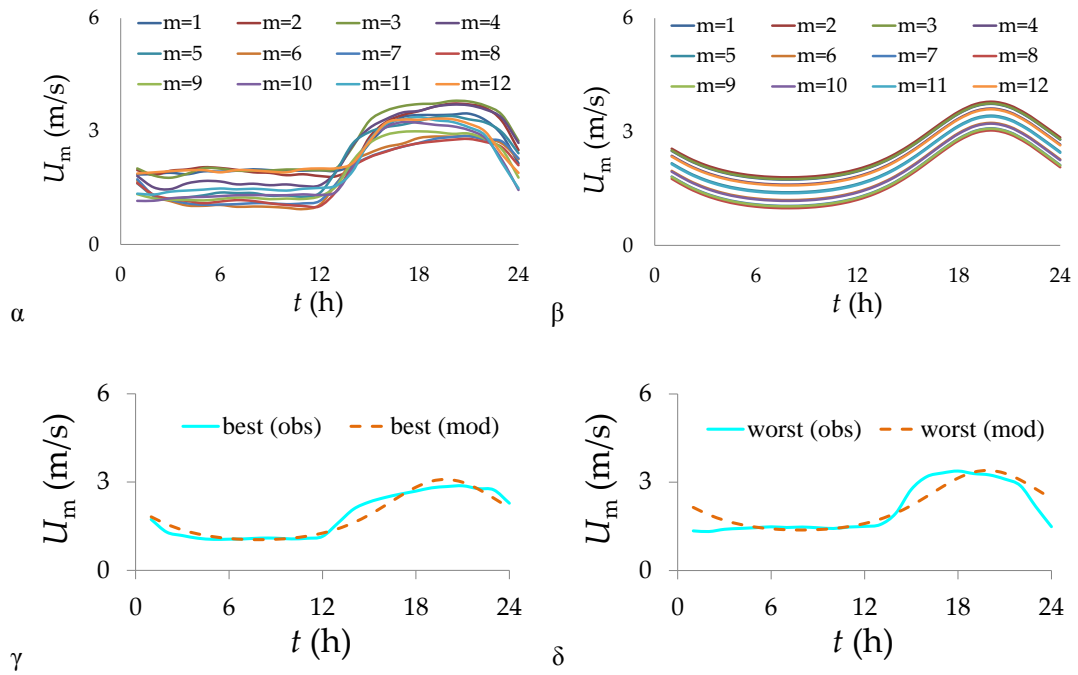 6
m=1 m=2 m=3 m=4
m=5 m=6 m=7 m=8
m=9 m=10 m=11 m=12
3
0
0 6 12 18 24
U_m (m/s)
t (h)
α
6
m=1 m=2 m=3 m=4
m=5 m=6 m=7 m=8
m=9 m=10 m=11 m=12
3
0
0 6 12 18 24
U_m (m/s)
t (h)
β
6
best (obs) best (mod)
3
0
0 6 12 18 24
U_m (m/s)
t (h)
γ
6
worst (obs) worst (mod)
3
0
0 6 12 18 24
U_m (m/s)
t (h)
δ